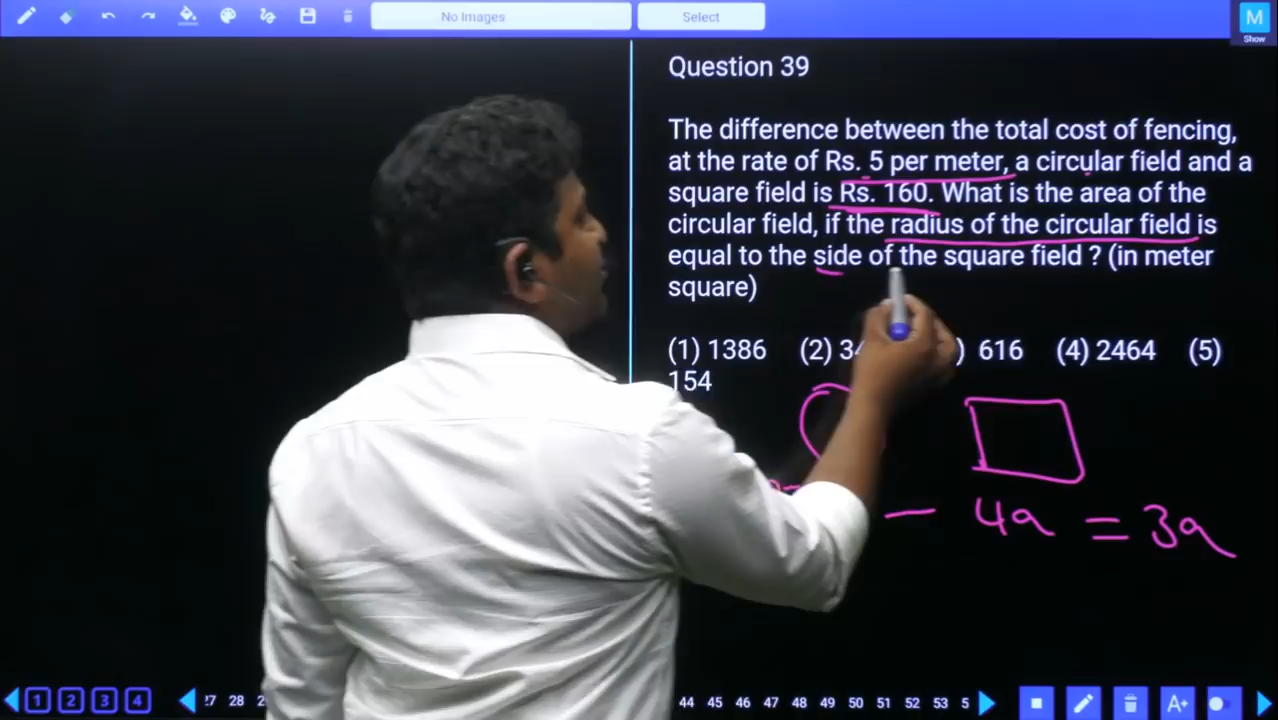 No Images
Select
M
Show
Question 39
The difference between the total cost of fencing,
at the rate of Rs. 5 per meter, a circular field and a
square field is Rs. 160. What is the area of the
circular field, if the radius of the circular field is
equal to the side of the square field ? (in meter
square)
(1) 1386 (2) 616 (4) 2464 (5)
154
— 4a = 3a
1 2 3 4 27 28 44 45 46 47 48 49 50 51 52 53 5 A+